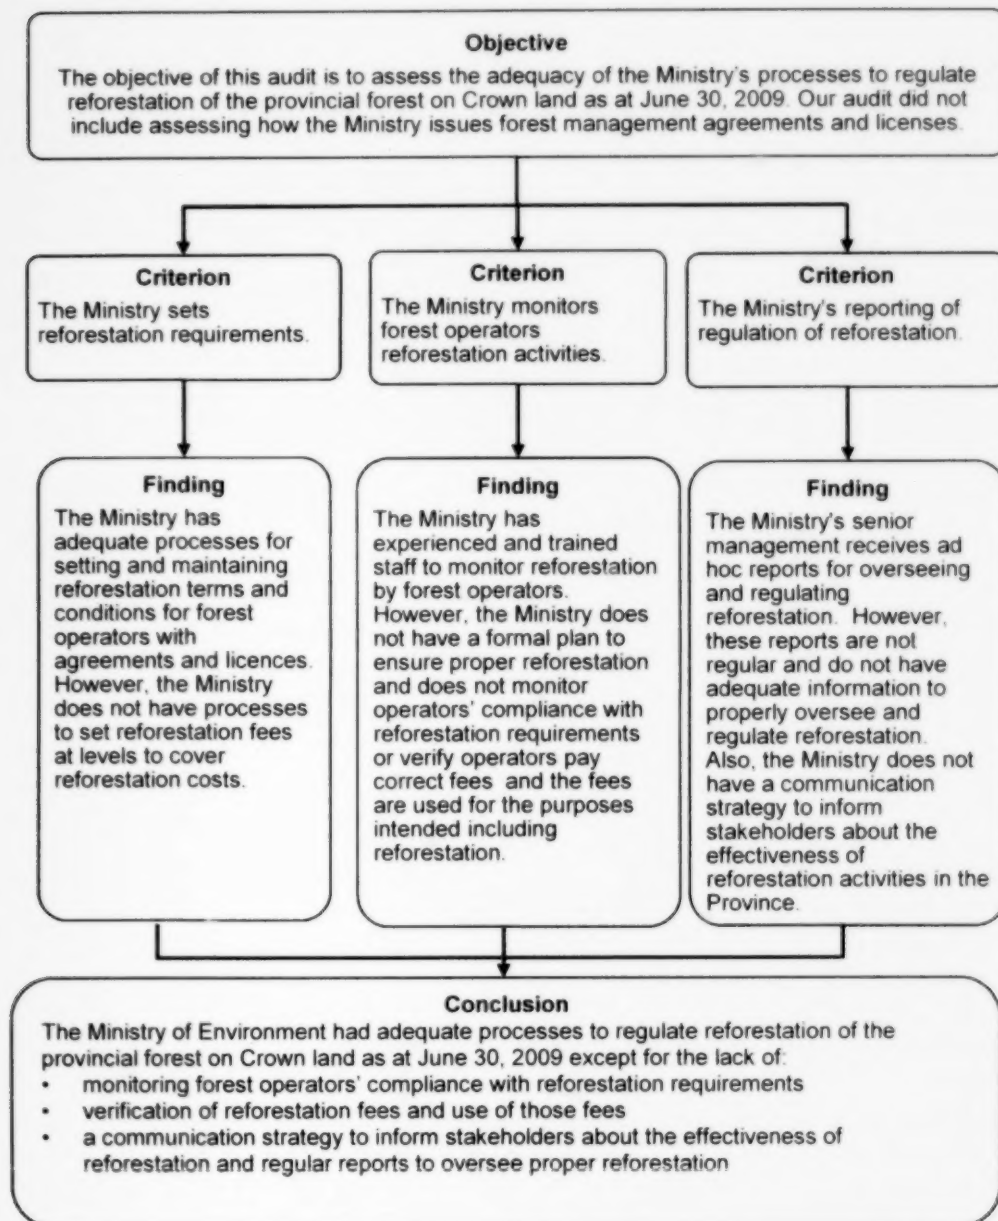 Objective
The objective of this audit is to assess the adequacy of the Ministry's processes to regulate
reforestation of the provincial forest on Crown land as at June 30, 2009. Our audit did not
include assessing how the Ministry issues forest management agreements and licenses.
Criterion
The Ministry sets
reforestation requirements.
Criterion
The Ministry monitors
forest operators
reforestation activities.
Criterion
The Ministry's reporting of
regulation of reforestation.
Finding
The Ministry has
adequate processes for
setting and maintaining
reforestation terms and
conditions for forest
operators with
agreements and licences.
However, the Ministry
does not have processes
to set reforestation fees
at levels to cover
reforestation costs.
Finding
The Ministry has
experienced and trained
staff to monitor reforestation
by forest operators.
However, the Ministry does
not have a formal plan to
ensure proper reforestation
and does not monitor
operators' compliance with
reforestation requirements
or verify operators pay
correct fees and the fees
are used for the purposes
intended including
reforestation.
Finding
The Ministry's senior
management receives ad
hoc reports for overseeing
and regulating
reforestation. However,
these reports are not
regular and do not have
adequate information to
properly oversee and
regulate reforestation.
Also, the Ministry does not
have a communication
strategy to inform
stakeholders about the
effectiveness of
reforestation activities in the
Province.
Conclusion
The Ministry of Environment had adequate processes to regulate reforestation of the
provincial forest on Crown land as at June 30, 2009 except for the lack of:
• monitoring forest operators' compliance with reforestation requirements
• verification of reforestation fees and use of those fees
• a communication strategy to inform stakeholders about the effectiveness of
reforestation and regular reports to oversee proper reforestation